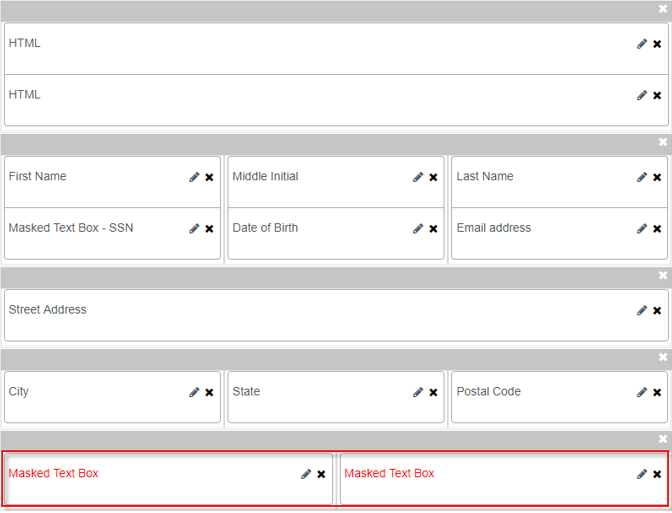 HTML
HTML
First Name Middle Initial Last Name
Masked Text Box - SSN Date of Birth Email address
Street Address
City State Postal Code
Masked Text Box Masked Text Box